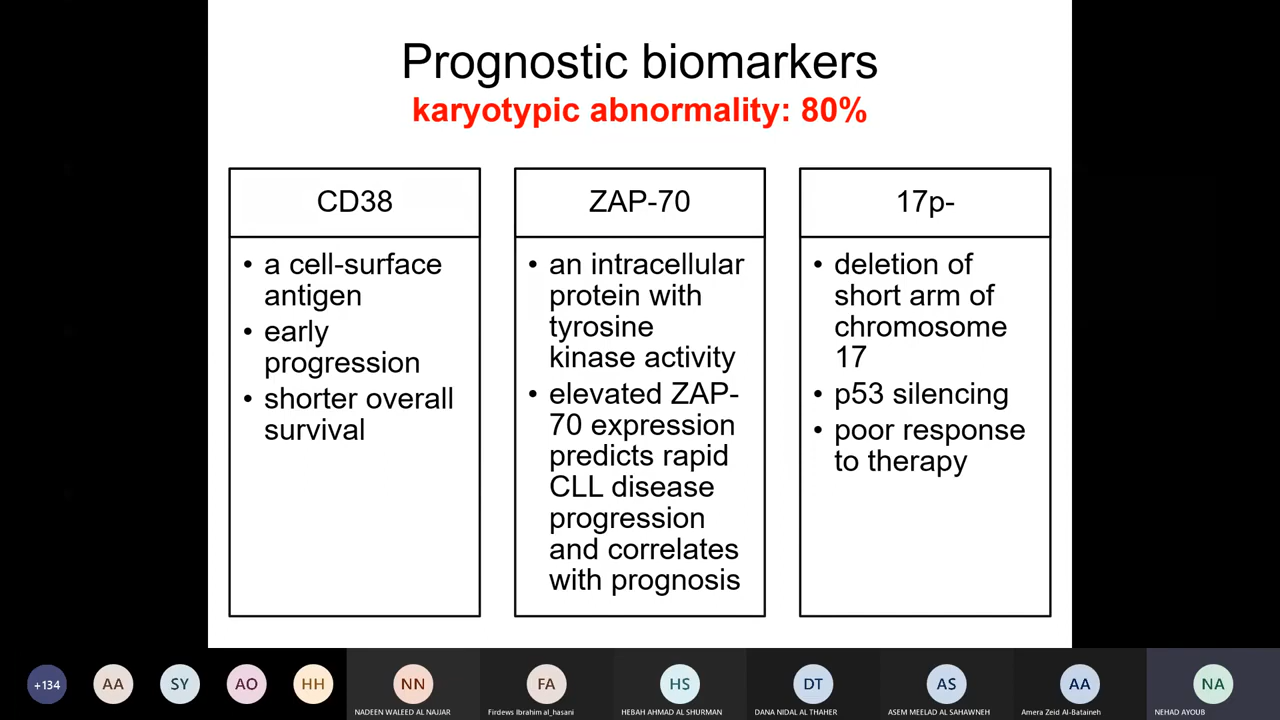 Prognostic biomarkers
karyotypic abnormality: 80%
CD38
• a cell-surface
antigen
• early
progression
• shorter overall
survival
ZAP-70
• an intracellular
protein with
tyrosine
kinase activity
• elevated ZAP-
70 expression
predicts rapid
CLL disease
progression
and correlates
with prognosis
17p-
• deletion of
short arm of
chromosome
17
• p53 silencing
• poor response
to therapy
+134
AA
SY
AO
HH
NN
NADEEN WALEED AL NAJJAR
FA
Firdews Ibrahim al_hasani
HS
HEBAH AHMAD AL SHURMAN
DT
DANA NIDAL AL THAHER
AS
ASEM MEELAD AL SAHAWNEH
AA
Amera Zeid Al-Bataineh
NA
NEHAD AYOUB